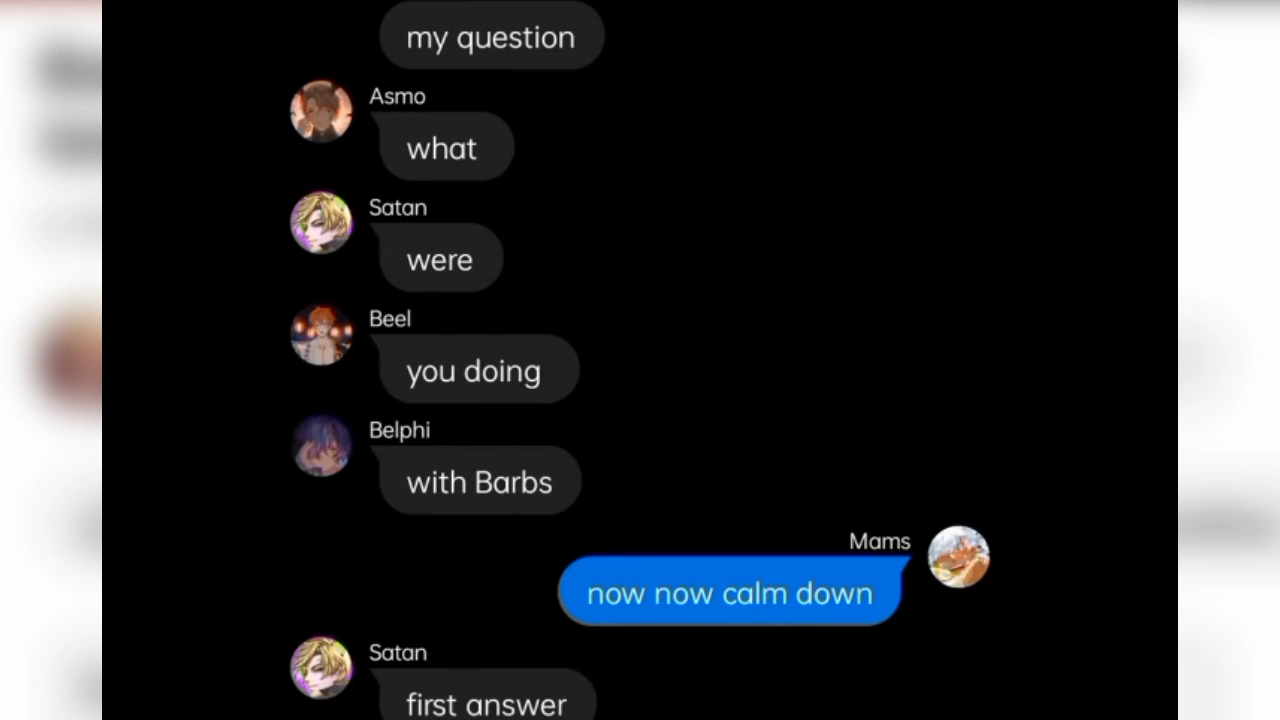 my question
Asmo
what
Satan
were
Beel
you doing
Belphi
with Barbs
Mams
now now calm down
Satan
first answer